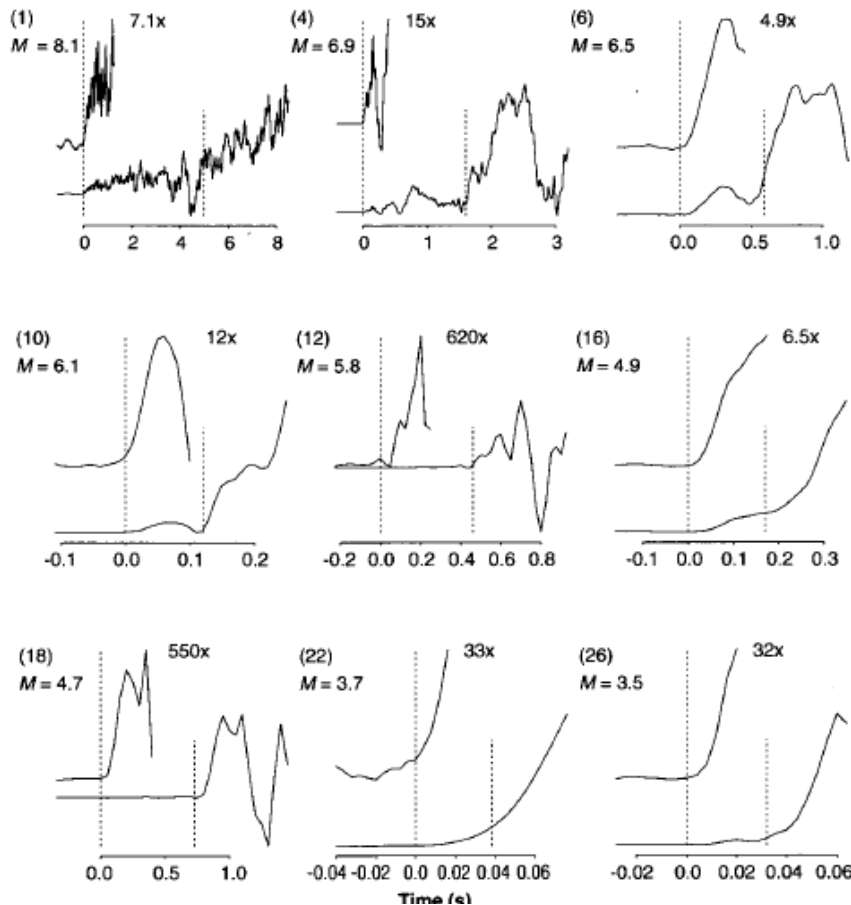 (1) 7.1x (4) 15x (6) 4.9x
M = 8.1 M = 6.9 M = 6.5
0 2 4 6 8 0 1 2 3 0.0 0.5 1.0
(10) 12x (12) 620x (16) 6.5x
M = 6.1 M = 5.8 M = 4.9
-0.1 0.0 0.1 0.2 -0.2 0.0 0.2 0.4 0.6 0.8 -0.1 0.0 0.1 0.2 0.3
(18) 550x (22) 33x (26) 32x
M = 4.7 M = 3.7 M = 3.5
0.0 1.0 -0.04 -0.02 0.0 0.02 0.04 0.06 -0.02 0.0 0.02 0.04 0.06
Time (s)